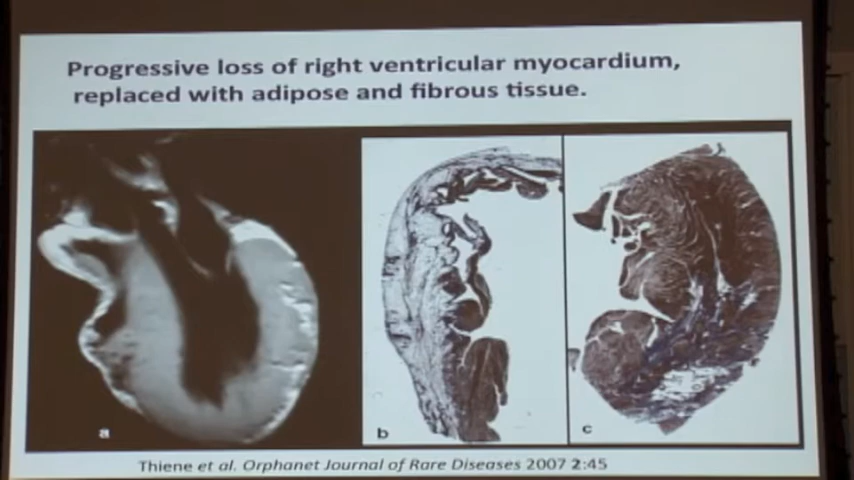 Progressive loss of right ventricular myocardium,
replaced with adipose and fibrous tissue.
a
b
c
Thiene et al. Orphanet Journal of Rare Diseases 2007 2:45